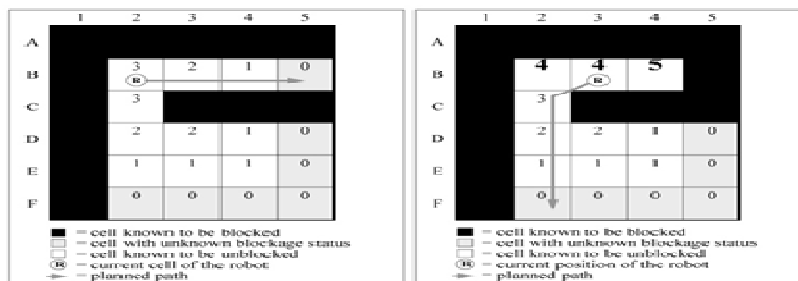 1 2 3 4 5
A
B 3 2 1 0
R
C 3
D 2 2 1 0
E 1 1 1 0
F 0 0 0 0
= cell known to be blocked
= cell with unknown blockage status
= cell known to be unblocked
R = current cell of the robot
= planned path
1 2 3 4 5
A
B 4 4 5
R
C 3
D 2 2 1 0
E 1 1 1 0
F 0 0 0 0
= cell known to be blocked
= cell with unknown blockage status
= cell known to be unblocked
R = current position of the robot
= planned path